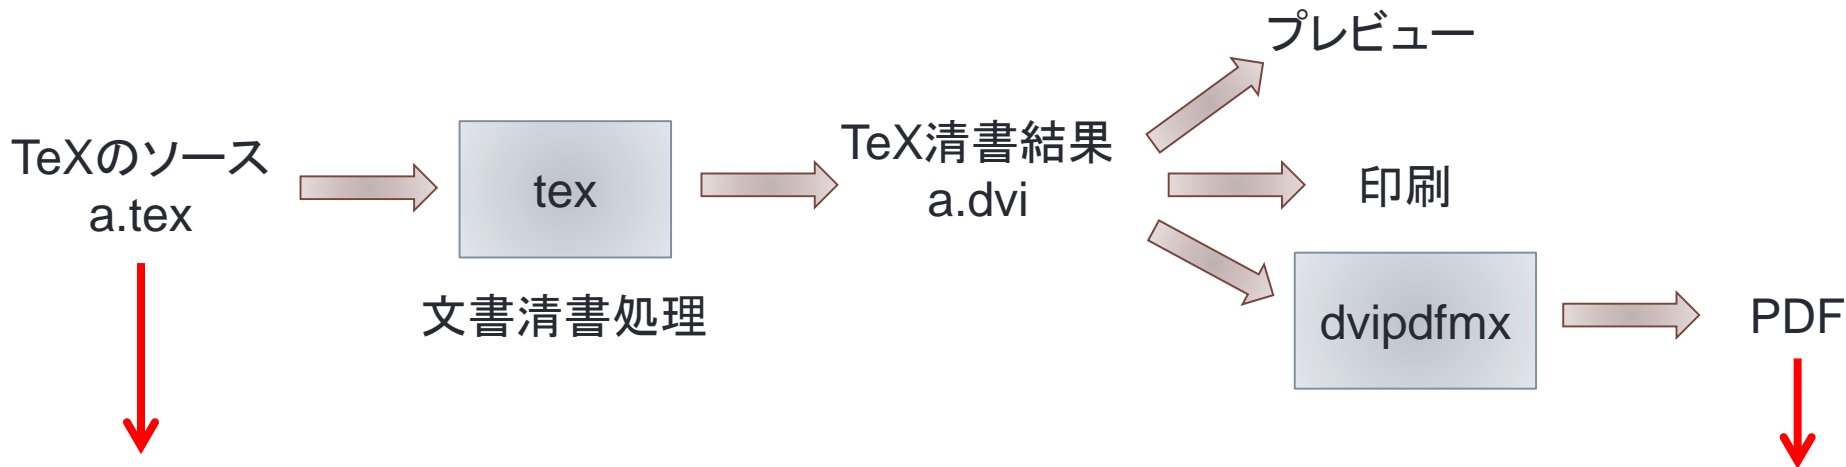 プレビュー
TeXのソース
a.tex
tex
文書清書処理
TeX清書結果
a.dvi
印刷
dvipdfmx
PDF